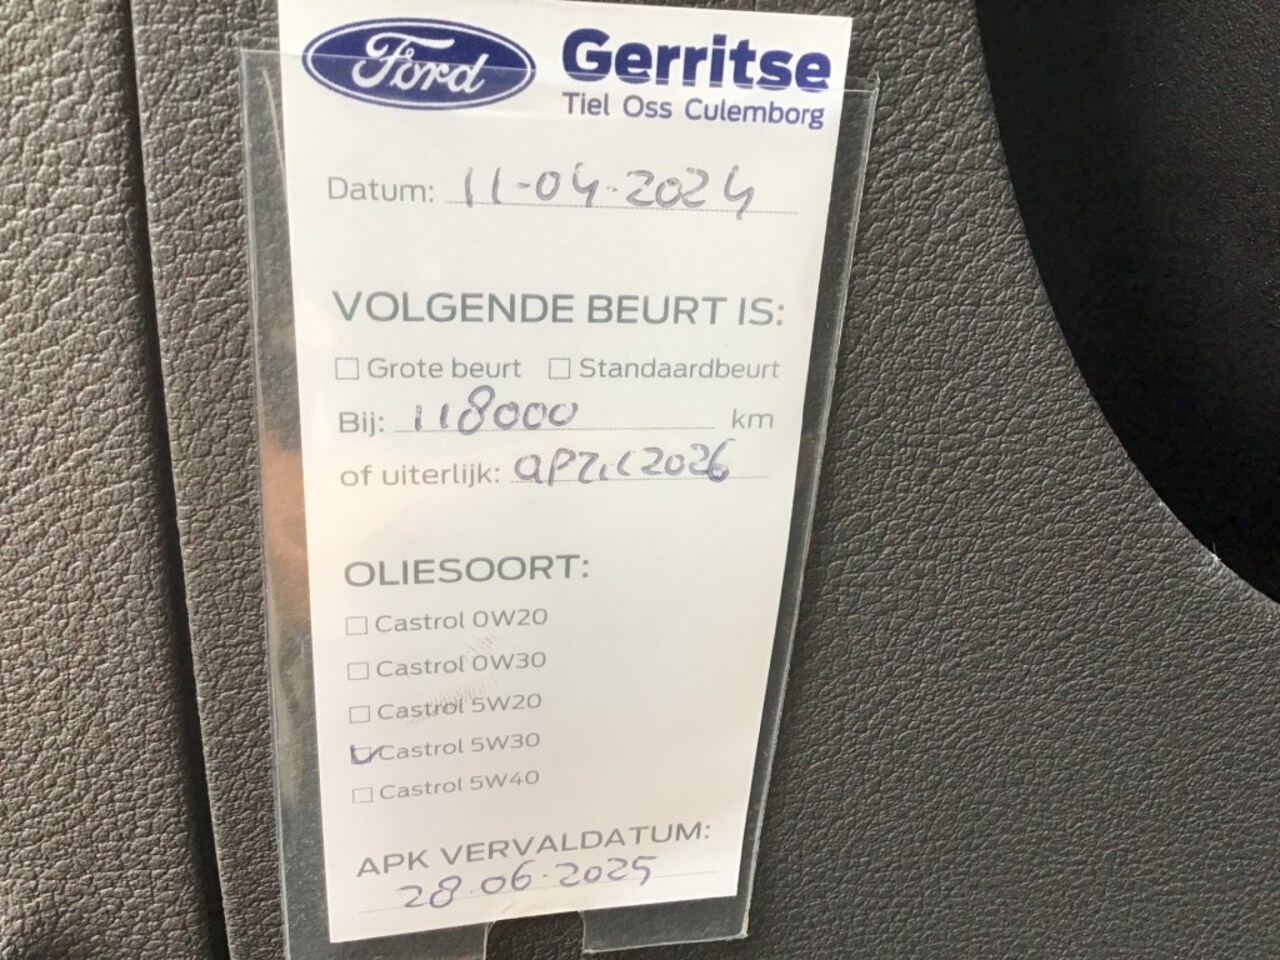 Ford Gerritse
Tiel Oss Culemborg
Datum: 11-04-2024
VOLGENDE BEURT IS:
☐ Grote beurt ☐ Standaardbeurt
Bij: 118000 km
of uiterlijk: april 2026
OLIESOORT:
☐ Castrol 0W20
☐ Castrol 0W30
☐ Castrol 5W20
☑ Castrol 5W30
☐ Castrol 5W40
APK VERVALDATUM:
28-06-2025